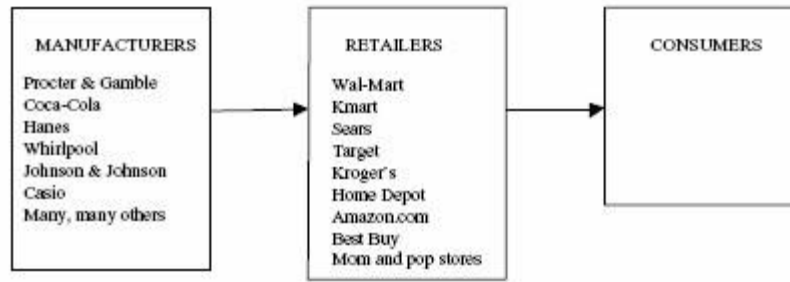 MANUFACTURERS
Procter & Gamble
Coca-Cola
Hanes
Whirlpool
Johnson & Johnson
Casio
Many, many others
RETAILERS
Wal-Mart
Kmart
Sears
Target
Kroger's
Home Depot
Amazon.com
Best Buy
Mom and pop stores
CONSUMERS